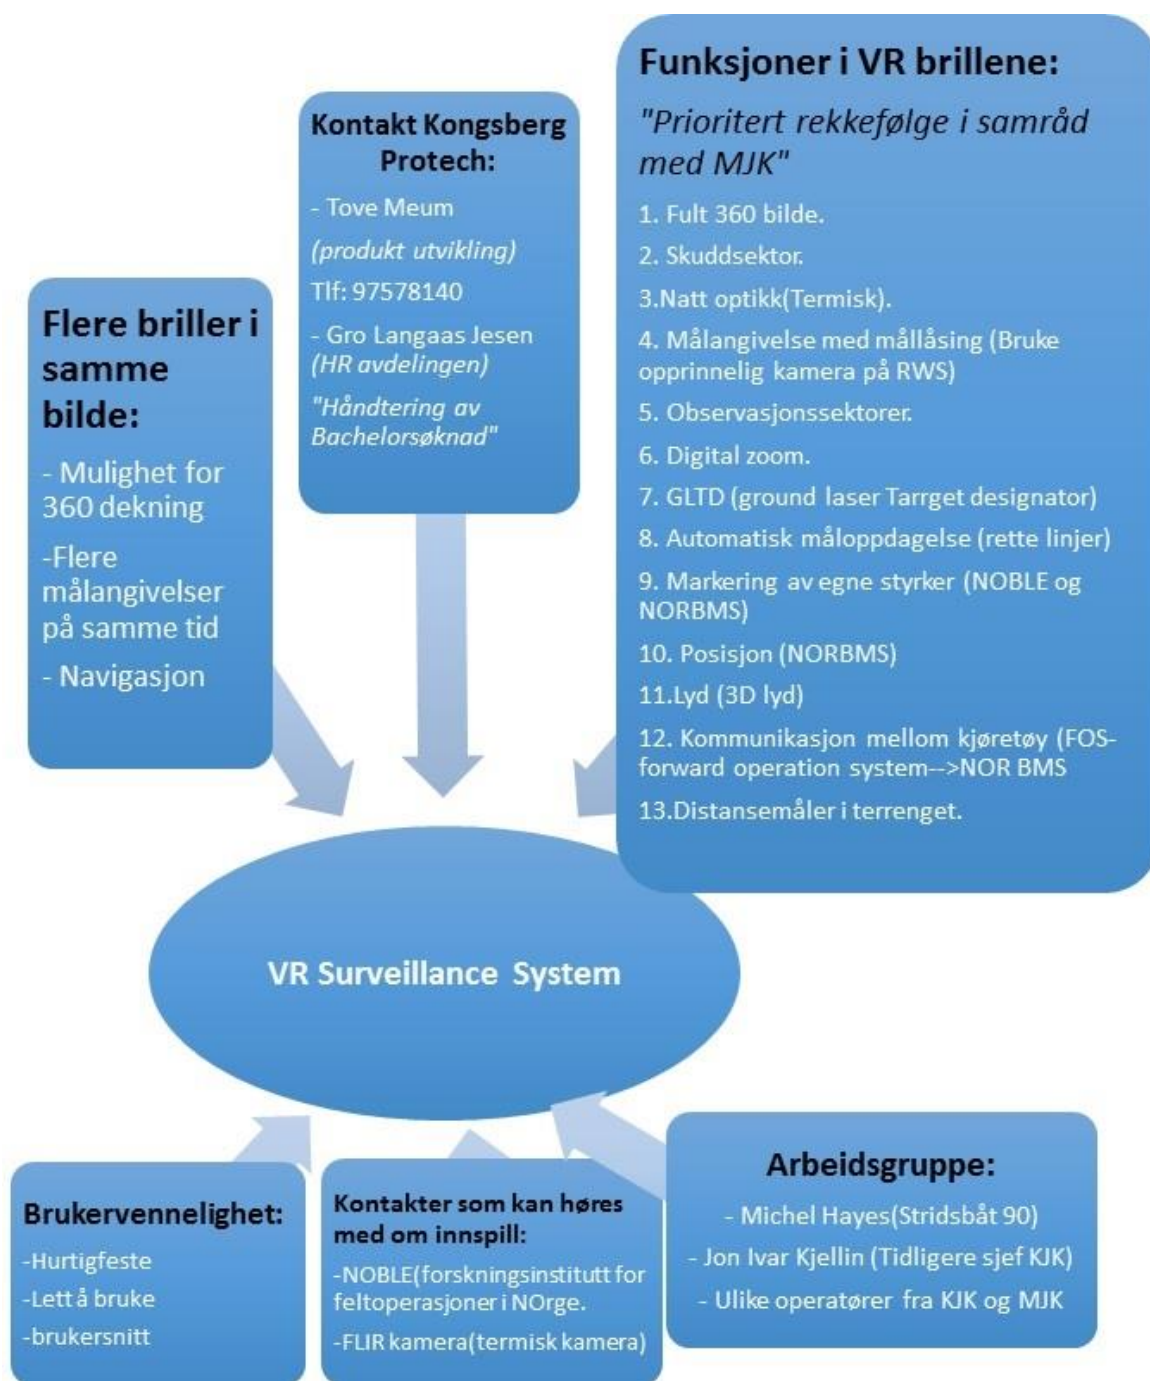 Funksjoner i VR brillene:
"Prioritert rekkefølge i samråd
med MJK"
1. Fult 360 bilde.
2. Skuddsektor.
3.Natt optikk(Termisk).
4. Målangivelse med mållåsing (Bruke
opprinnelig kamera på RWS)
5. Observasjonssektorer.
6. Digital zoom.
7. GLTD (ground laser Tarrget designator)
8. Automatisk måloppdagelse (rette linjer)
9. Markering av egne styrker (NOBLE og
NORBMS)
10. Posisjon (NORBMS)
11.Lyd (3D lyd)
12. Kommunikasjon mellom kjøretøy (FOS-
forward operation system-->NOR BMS
13.Distansemåler i terrenget.
Kontakt Kongsberg
Protech:
- Tove Meum
(produkt utvikling)
Tlf: 97578140
- Gro Langaas Jesen
(HR avdelingen)
"Håndtering av
Bachelorsøknad"
Flere briller i
samme
bilde:
- Mulighet for
360 dekning
-Flere
målangivelser
på samme tid
- Navigasjon
VR Surveillance System
Brukervennelighet:
-Hurtigfeste
-Lett å bruke
-brukersnitt
Kontakter som kan høres
med om innspill:
-NOBLE(forskningsinstitutt for
feltoperasjoner i NOrge.
-FLIR kamera(termisk kamera)
Arbeidsgruppe:
- Michel Hayes(Stridsbåt 90)
- Jon Ivar Kjellin (Tidligere sjef KJK)
- Ulike operatører fra KJK og MJK